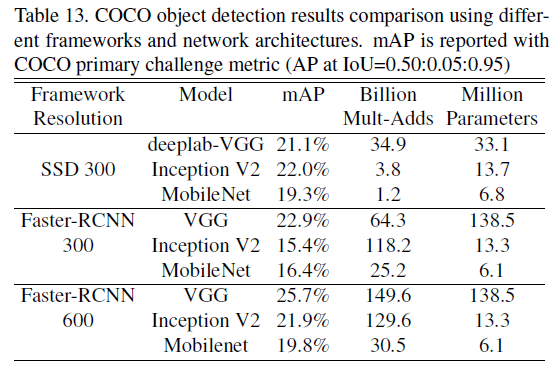 Table 13. COCO object detection results comparison using differ-
ent frameworks and network architectures. mAP is reported with
COCO primary challenge metric (AP at IoU=0.50:0.05:0.95)
Framework Model mAP Billion Million
Resolution Mult-Adds Parameters
deeplab-VGG 21.1% 34.9 33.1
SSD 300 Inception V2 22.0% 3.8 13.7
MobileNet 19.3% 1.2 6.8
Faster-RCNN VGG 22.9% 64.3 138.5
300 Inception V2 15.4% 118.2 13.3
MobileNet 16.4% 25.2 6.1
Faster-RCNN VGG 25.7% 149.6 138.5
600 Inception V2 21.9% 129.6 13.3
Mobilenet 19.8% 30.5 6.1